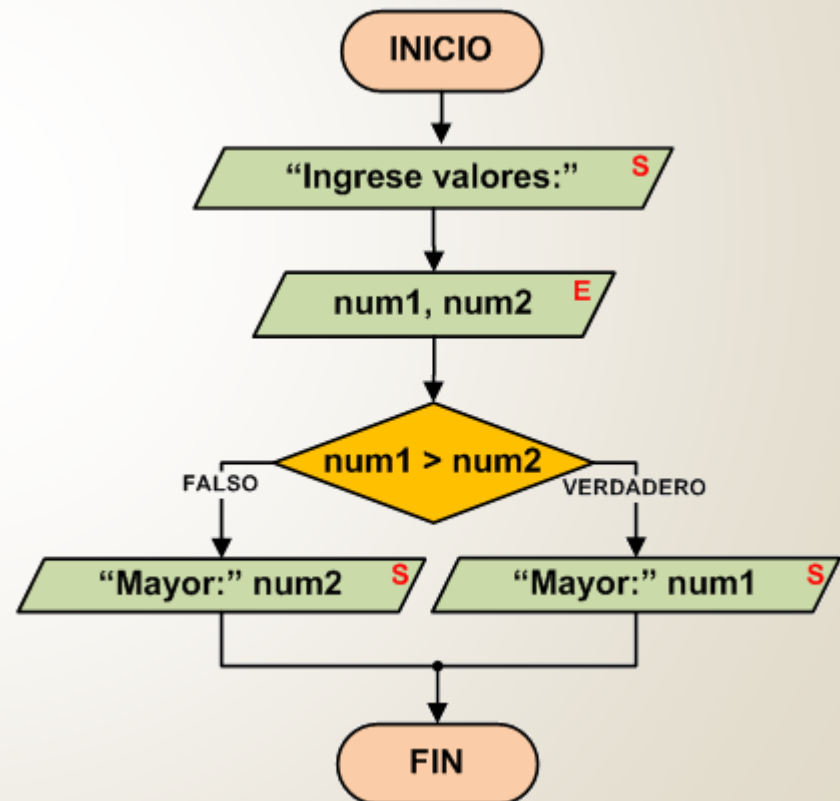 INICIO
“Ingrese valores:” S
num1, num2 E
num1 > num2
FALSO
VERDADERO
“Mayor:” num2 S
“Mayor:” num1 S
FIN